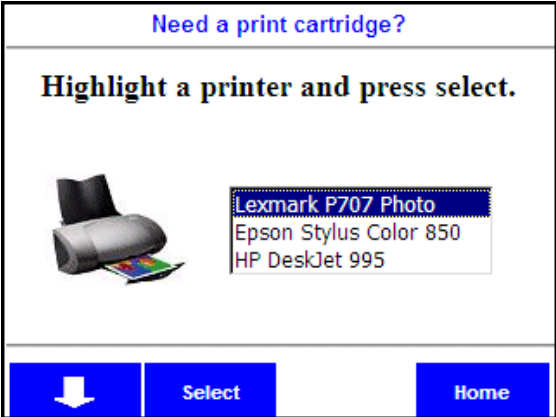 Need a print cartridge?
Highlight a printer and press select.
Lexmark P707 Photo
Epson Stylus Color 850
HP DeskJet 995
Select
Home